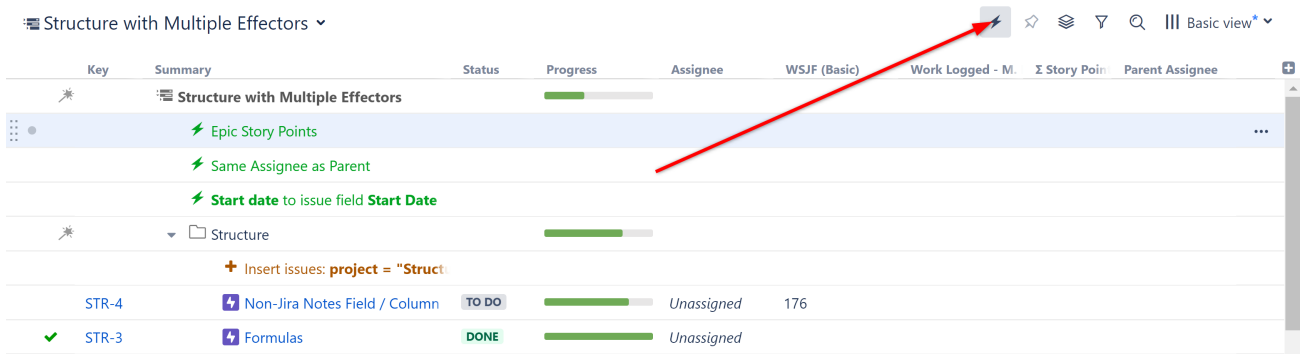 Structure with Multiple Effectors
Basic view*
Key Summary Status Progress Assignee WSJF (Basic) Work Logged - M. Σ Story Poin Parent Assignee
Structure with Multiple Effectors
Epic Story Points
Same Assignee as Parent
Start date to issue field Start Date
Structure
Insert issues: project = "Struct
STR-4 Non-Jira Notes Field / Column TO DO Unassigned 176
STR-3 Formulas DONE Unassigned